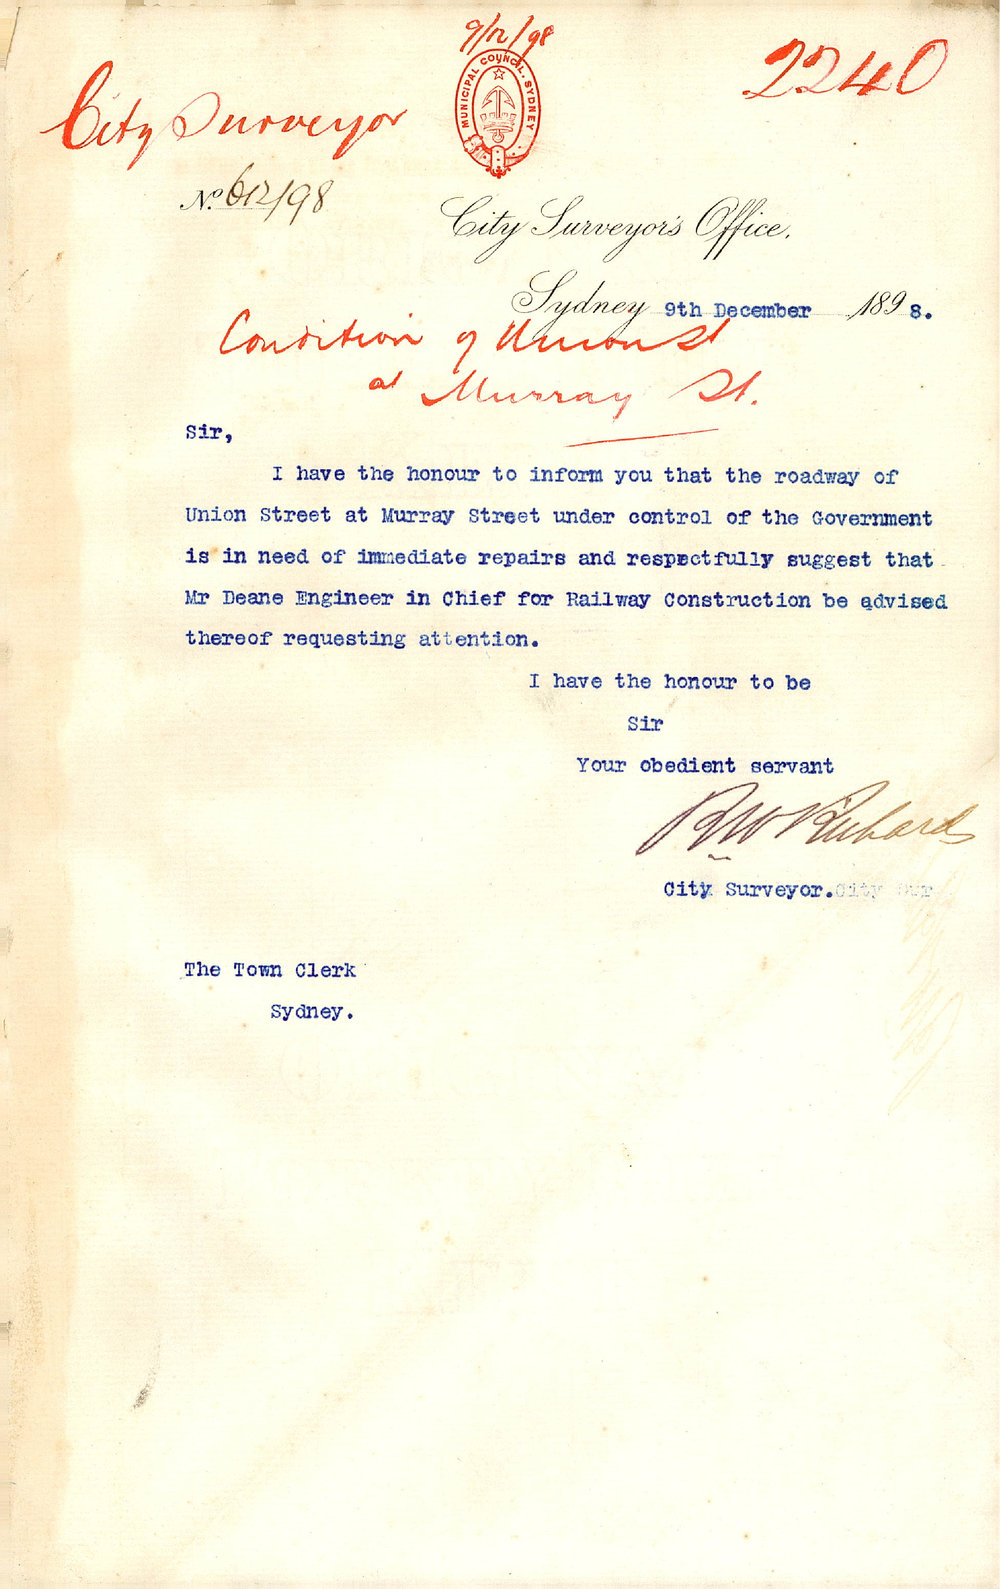 9/12/98
2240
City Surveyor
MUNICIPAL COUNCIL. SYDNEY
No. 612/98
City Surveyor's Office.
Sydney 9th December 1898.
Condition of Union St
at Murray St.
Sir,
I have the honour to inform you that the roadway of
Union Street at Murray Street under control of the Government
is in need of immediate repairs and respectfully suggest that
Mr Deane Engineer in Chief for Railway Construction be advised
thereof requesting attention.
I have the honour to be
Sir
Your obedient servant
RW Richards
City Surveyor. City Sur
The Town Clerk
Sydney.